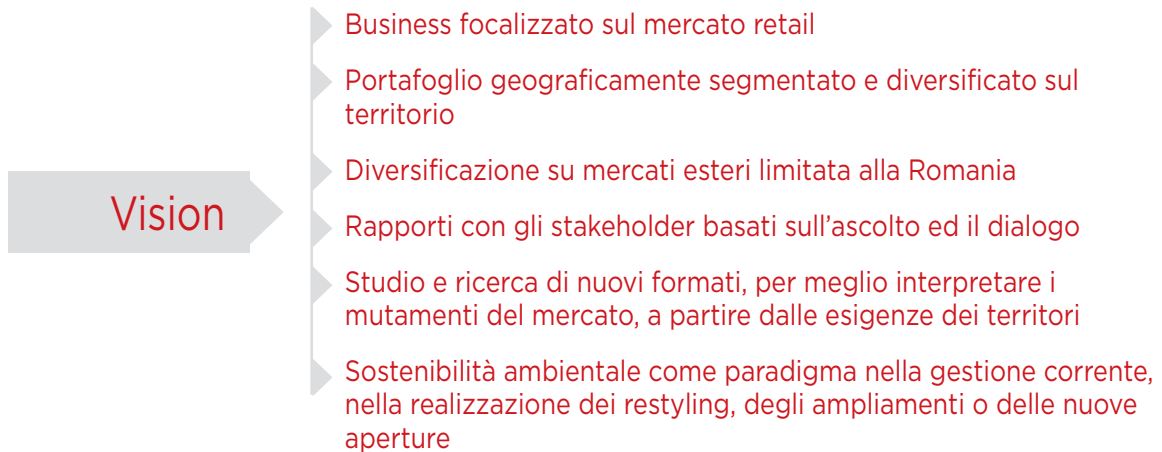 Vision
Business focalizzato sul mercato retail
Portafoglio geograficamente segmentato e diversificato sul
territorio
Diversificazione su mercati esteri limitata alla Romania
Rapporti con gli stakeholder basati sull’ascolto ed il dialogo
Studio e ricerca di nuovi formati, per meglio interpretare i
mutamenti del mercato, a partire dalle esigenze dei territori
Sostenibilità ambientale come paradigma nella gestione corrente,
nella realizzazione dei restyling, degli ampliamenti o delle nuove
aperture